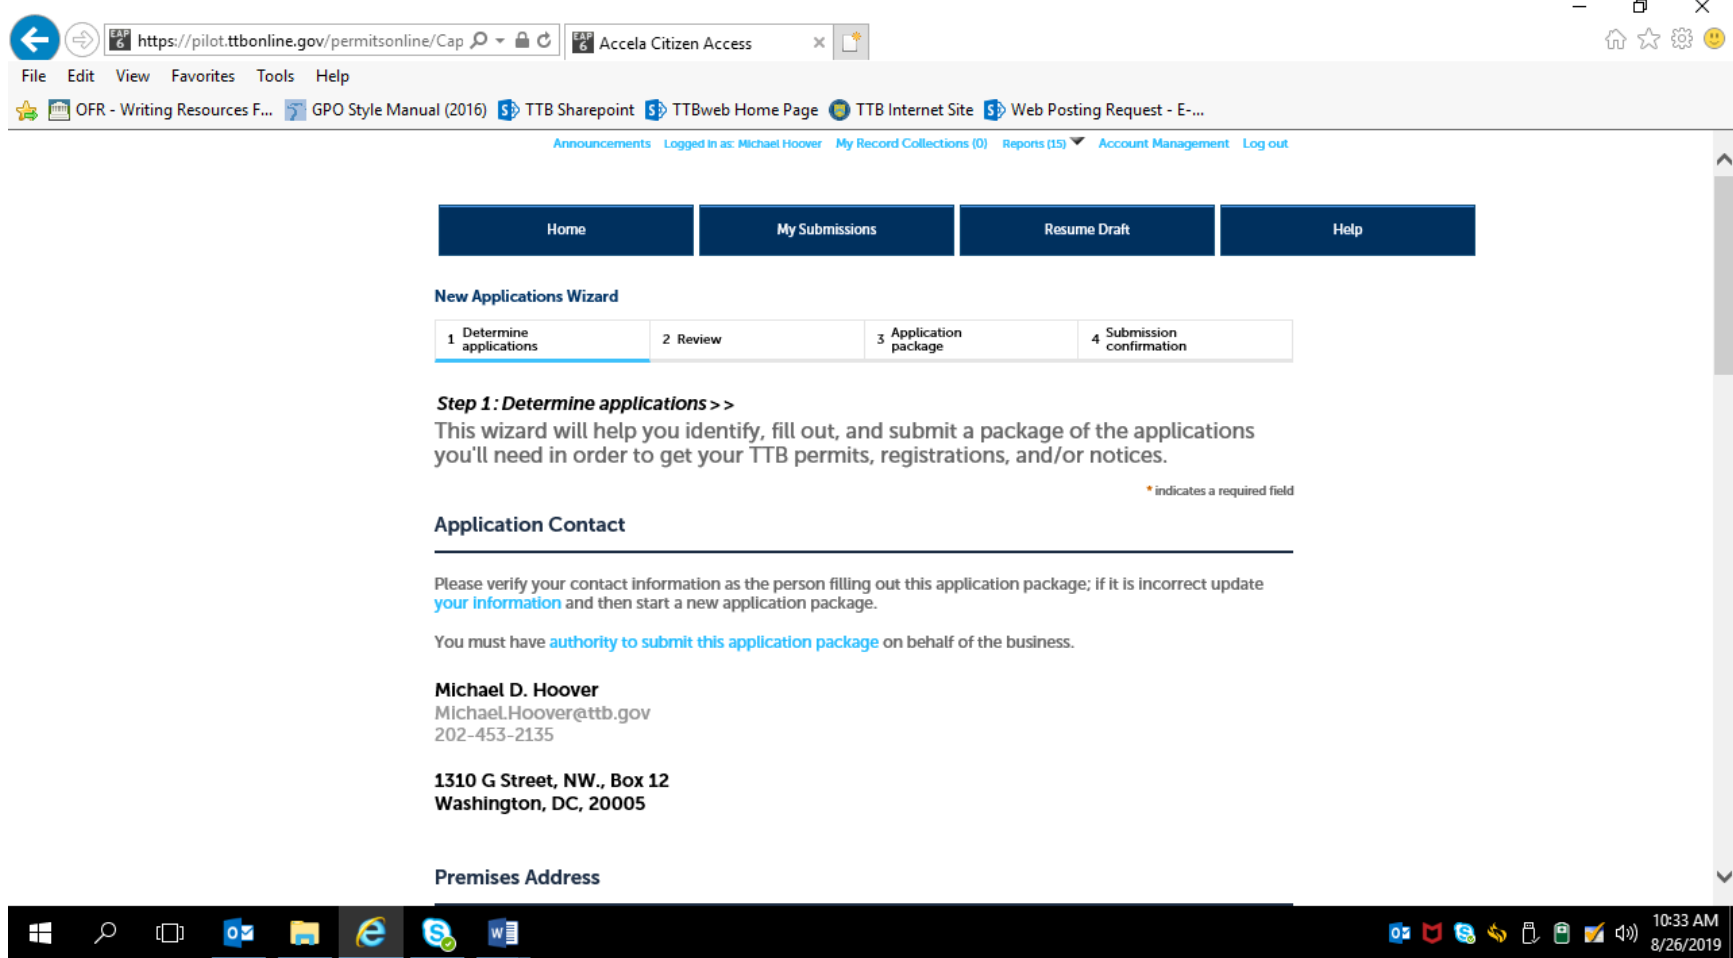 https://pilot.ttbonline.gov/permitsonline/Cap
EAP 6 Accela Citizen Access
File Edit View Favorites Tools Help
OFR - Writing Resources F... GPO Style Manual (2016) TTB Sharepoint TTBweb Home Page TTB Internet Site Web Posting Request - E-...
Announcements Logged in as: Michael Hoover My Record Collections (0) Reports (15) Account Management Log out
Home My Submissions Resume Draft Help
New Applications Wizard
1 Determine applications
2 Review
3 Application package
4 Submission confirmation
Step 1: Determine applications>>
This wizard will help you identify, fill out, and submit a package of the applications
you'll need in order to get your TTB permits, registrations, and/or notices.
* indicates a required field
Application Contact
Please verify your contact information as the person filling out this application package; if it is incorrect update
your information and then start a new application package.
You must have authority to submit this application package on behalf of the business.
Michael D. Hoover
Michael.Hoover@ttb.gov
202-453-2135
1310 G Street, NW., Box 12
Washington, DC, 20005
Premises Address
10:33 AM
8/26/2019